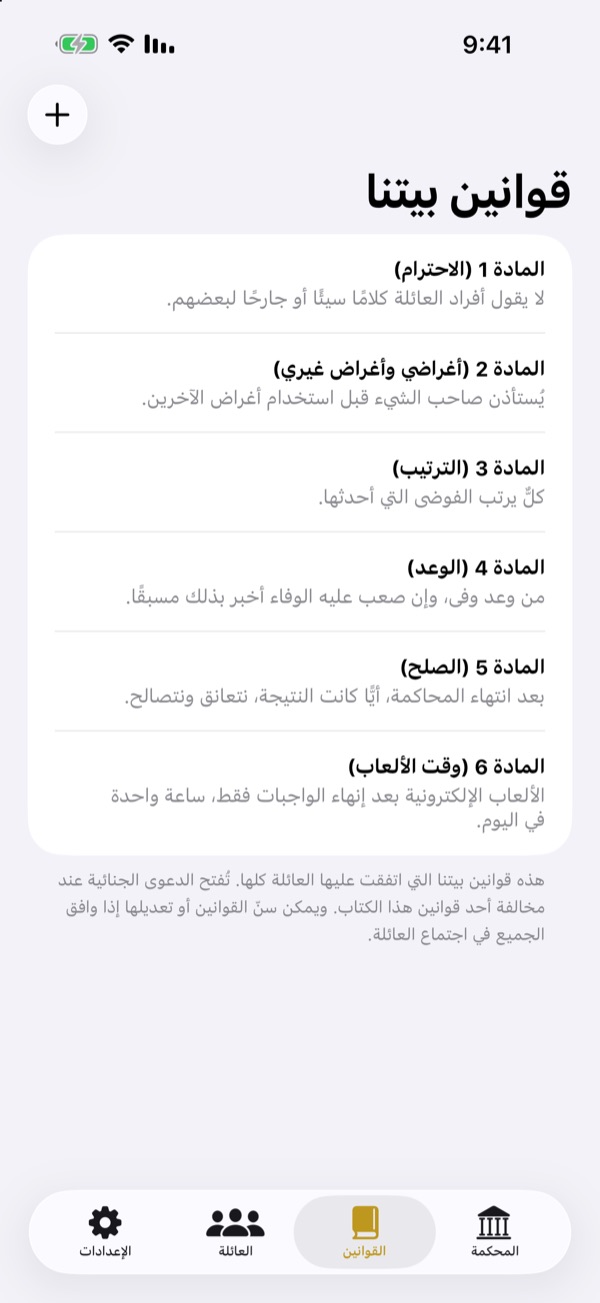 9:41
قوانين بيتنا
المادة 1 (الاحترام)
لا يقول أفراد العائلة كلامًا سيئًا أو جارحًا لبعضهم.
المادة 2 (أغراضي وأغراض غيري)
يُستأذن صاحب الشيء قبل استخدام أغراض الآخرين.
المادة 3 (الترتيب)
كلٌّ يرتب الفوضى التي أحدثها.
المادة 4 (الوعد)
من وعد وفى، وإن صعب عليه الوفاء أخبر بذلك مسبقًا.
المادة 5 (الصلح)
بعد انتهاء المحاكمة، أيًّا كانت النتيجة، نتعانق ونتصالح.
المادة 6 (وقت الألعاب)
الألعاب الإلكترونية بعد إنهاء الواجبات فقط، ساعة واحدة
في اليوم.
هذه قوانين بيتنا التي اتفقت عليها العائلة كلها. تُفتح الدعوى الجنائية عند
مخالفة أحد قوانين هذا الكتاب. ويمكن سنّ القوانين أو تعديلها إذا وافق
الجميع في اجتماع العائلة.
المحكمة
القوانين
العائلة
الإعدادات